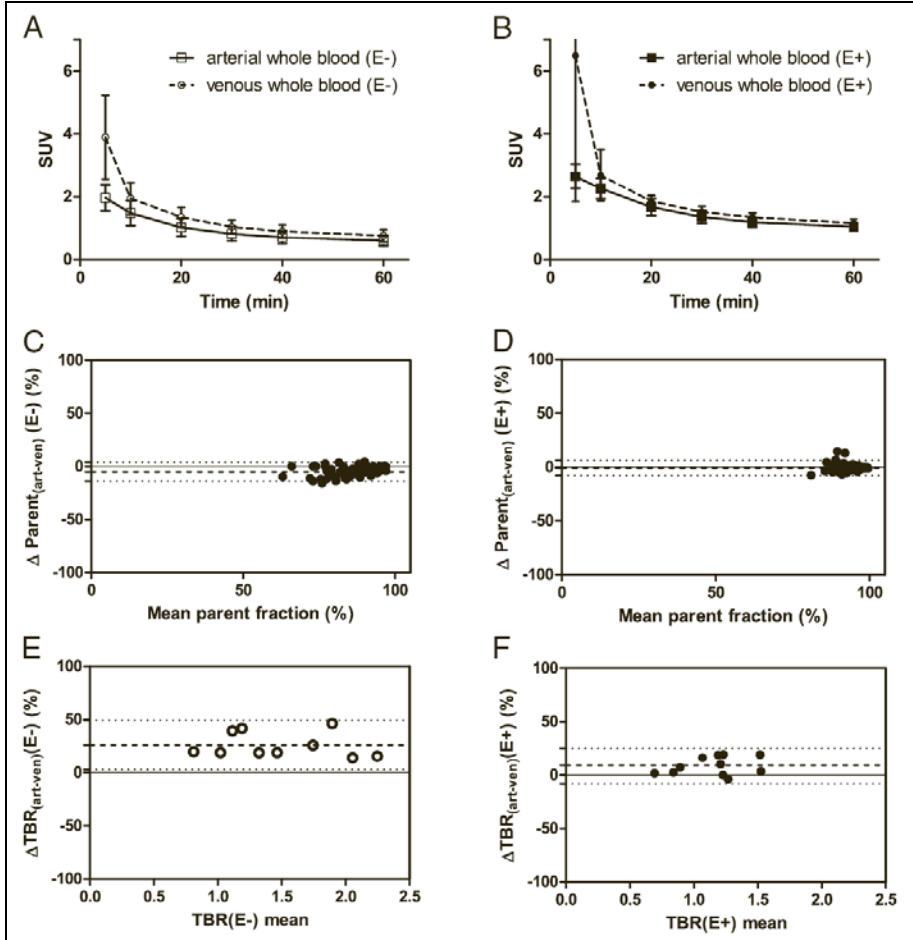 A
arterial whole blood (E-)
venous whole blood (E-)
SUV
6
4
2
0
0 20 40 60
Time (min)
B
arterial whole blood (E+)
venous whole blood (E+)
SUV
6
4
2
0
0 20 40 60
Time (min)
C
Δ Parent(art-ven) (E-) (%)
100
50
0
-50
-100
0 50 100
Mean parent fraction (%)
D
Δ Parent(art-ven) (E+) (%)
100
50
0
-50
-100
0 50 100
Mean parent fraction (%)
E
ΔTBR(art-ven)(E-) (%)
100
50
0
-50
-100
0.0 0.5 1.0 1.5 2.0 2.5
TBR(E-) mean
F
ΔTBR(art-ven)(E+) (%)
100
50
0
-50
-100
0.0 0.5 1.0 1.5 2.0 2.5
TBR(E+) mean